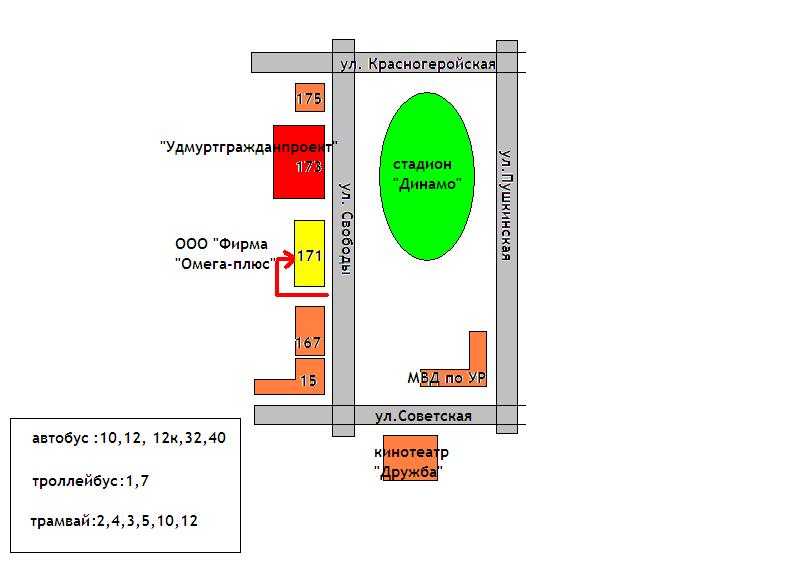 ул. Красногеройская
175
"Удмуртгражданпроект"
173
стадион
"Динамо"
ул. Свободы
ул.Пушкинская
ООО "Фирма
"Омега-плюс"
171
167
15
МВД по УР
ул.Советская
кинотеатр
"Дружба"
автобус :10,12, 12к,32,40
троллейбус:1,7
трамвай:2,4,3,5,10,12